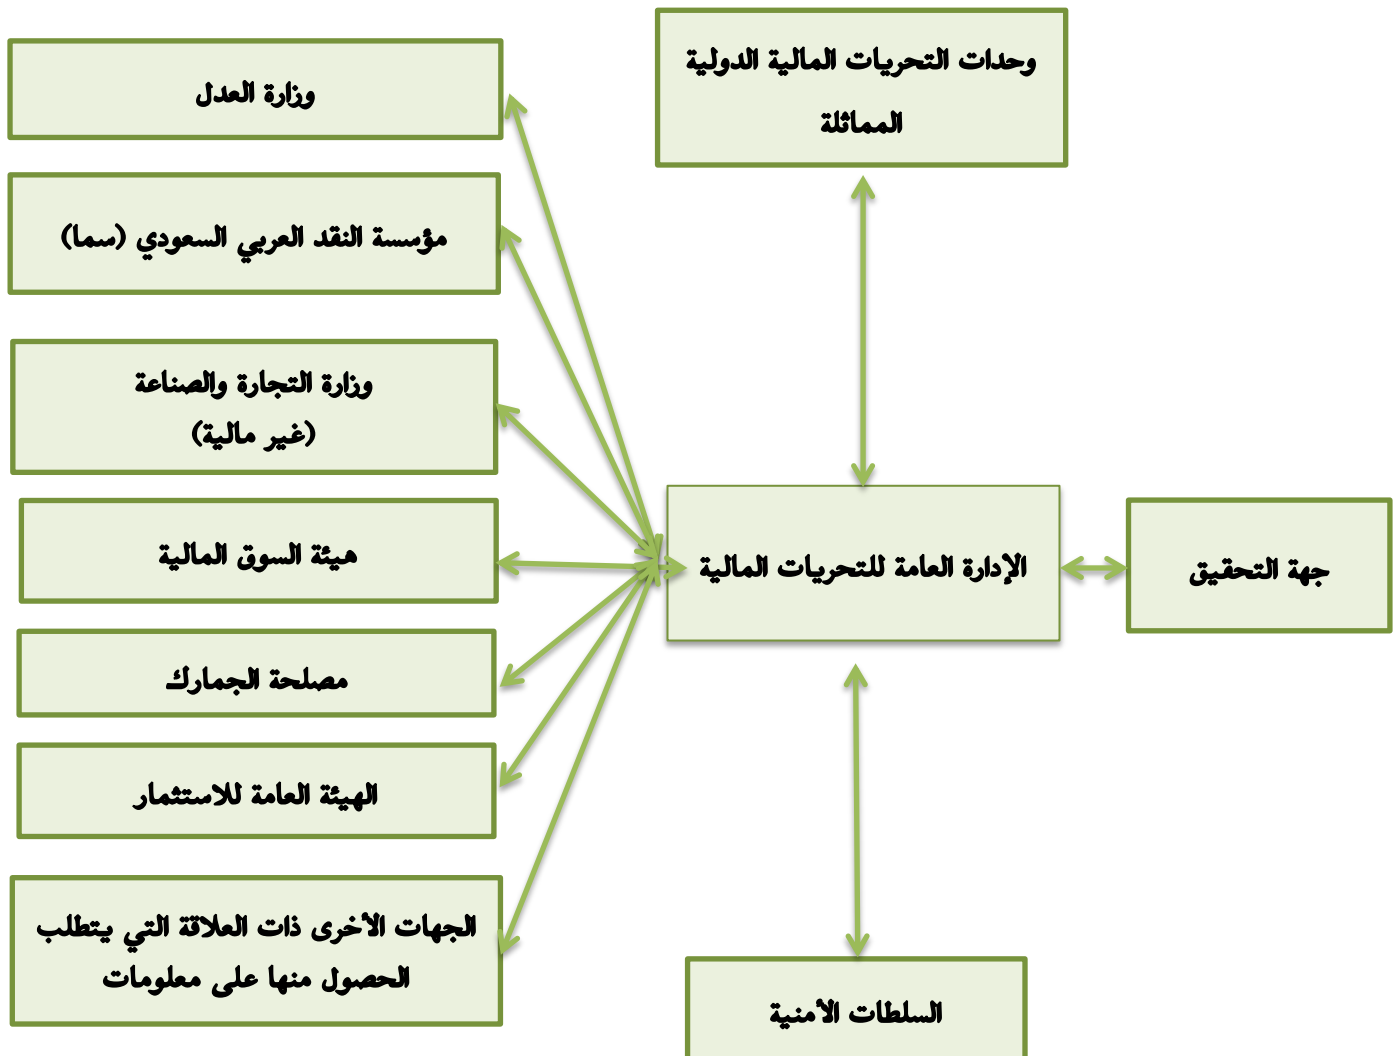 وحدات التحريات المالية الدولية
المماثلة
وزارة العدل
مؤسسة النقد العربي السعودي (سما)
وزارة التجارة والصناعة
(غير مالية)
هيئة السوق المالية
الإدارة العامة للتحريات المالية
جهة التحقيق
مصلحة الجمارك
الهيئة العامة للاستثمار
الجهات الأخرى ذات العلاقة التي يتطلب
الحصول منها على معلومات
السلطات الأمنية